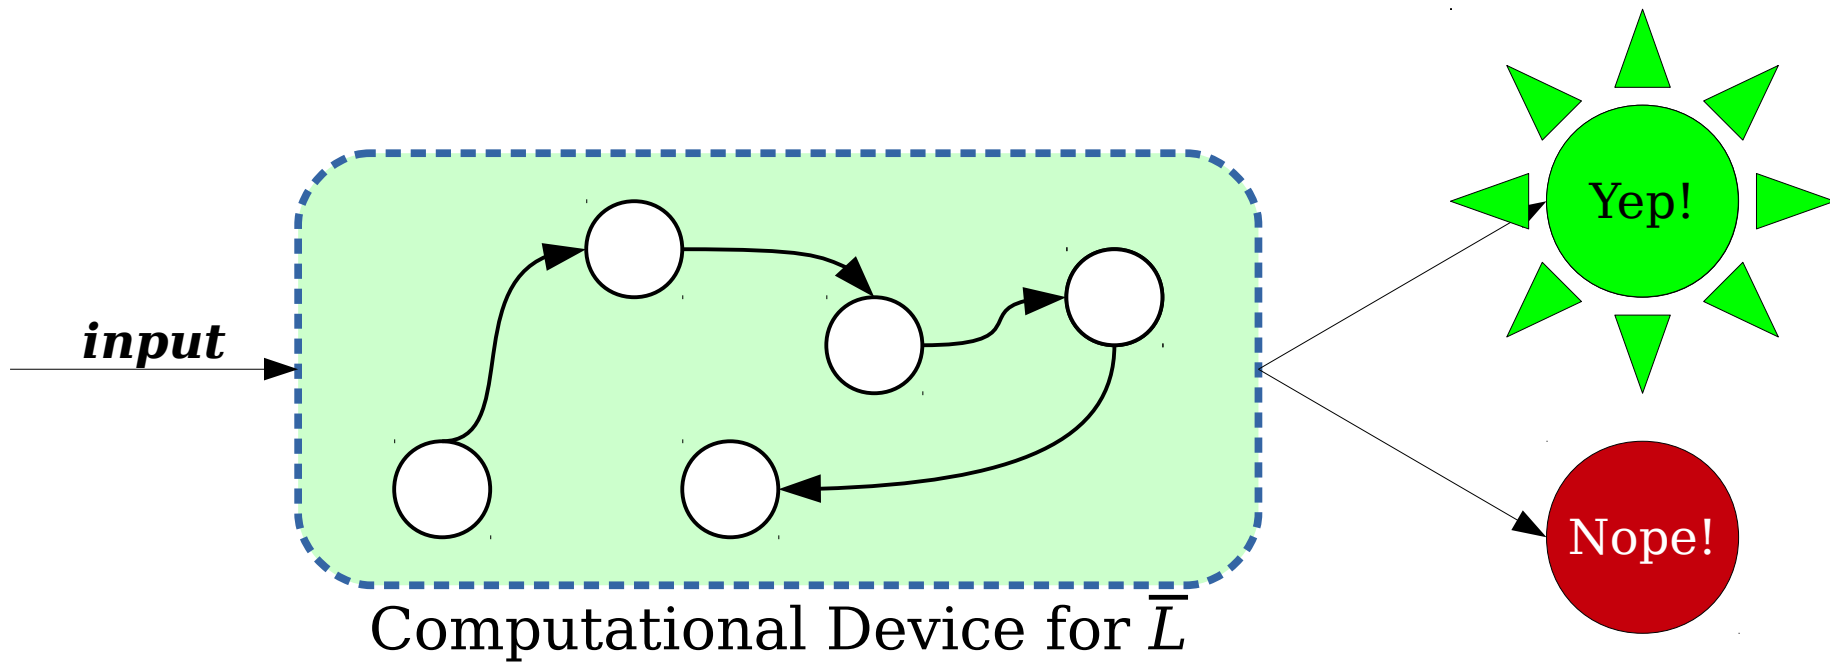 input
Yep!
Nope!
Computational Device for L̅